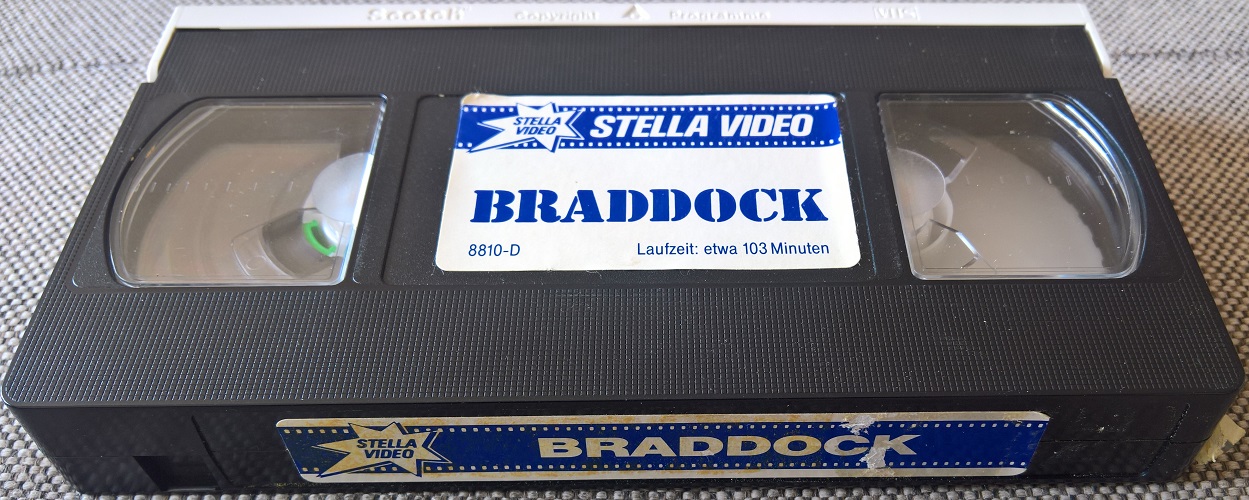 Scotch Copyright Programme VHS
STELLA
VIDEO
STELLA VIDEO
BRADDOCK
8810-D Laufzeit: etwa 103 Minuten
STELLA
VIDEO
BRADDOCK